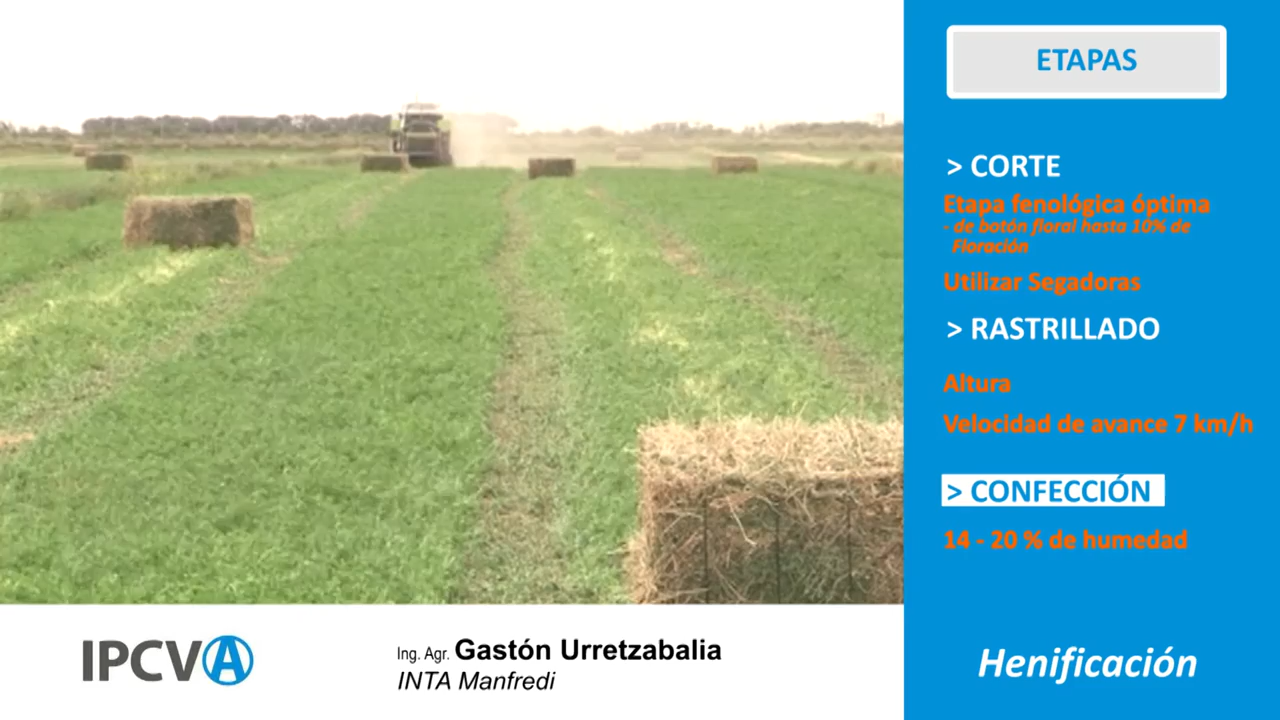 ETAPAS
> CORTE
Etapa fenológica óptima
- de botón floral hasta 10% de
Floración
Utilizar Segadoras
> RASTRILLADO
Altura
Velocidad de avance 7 km/h
> CONFECCIÓN
14 - 20 % de humedad
Henificación
IPCVA
Ing. Agr. Gastón Urretzabalia
INTA Manfredi